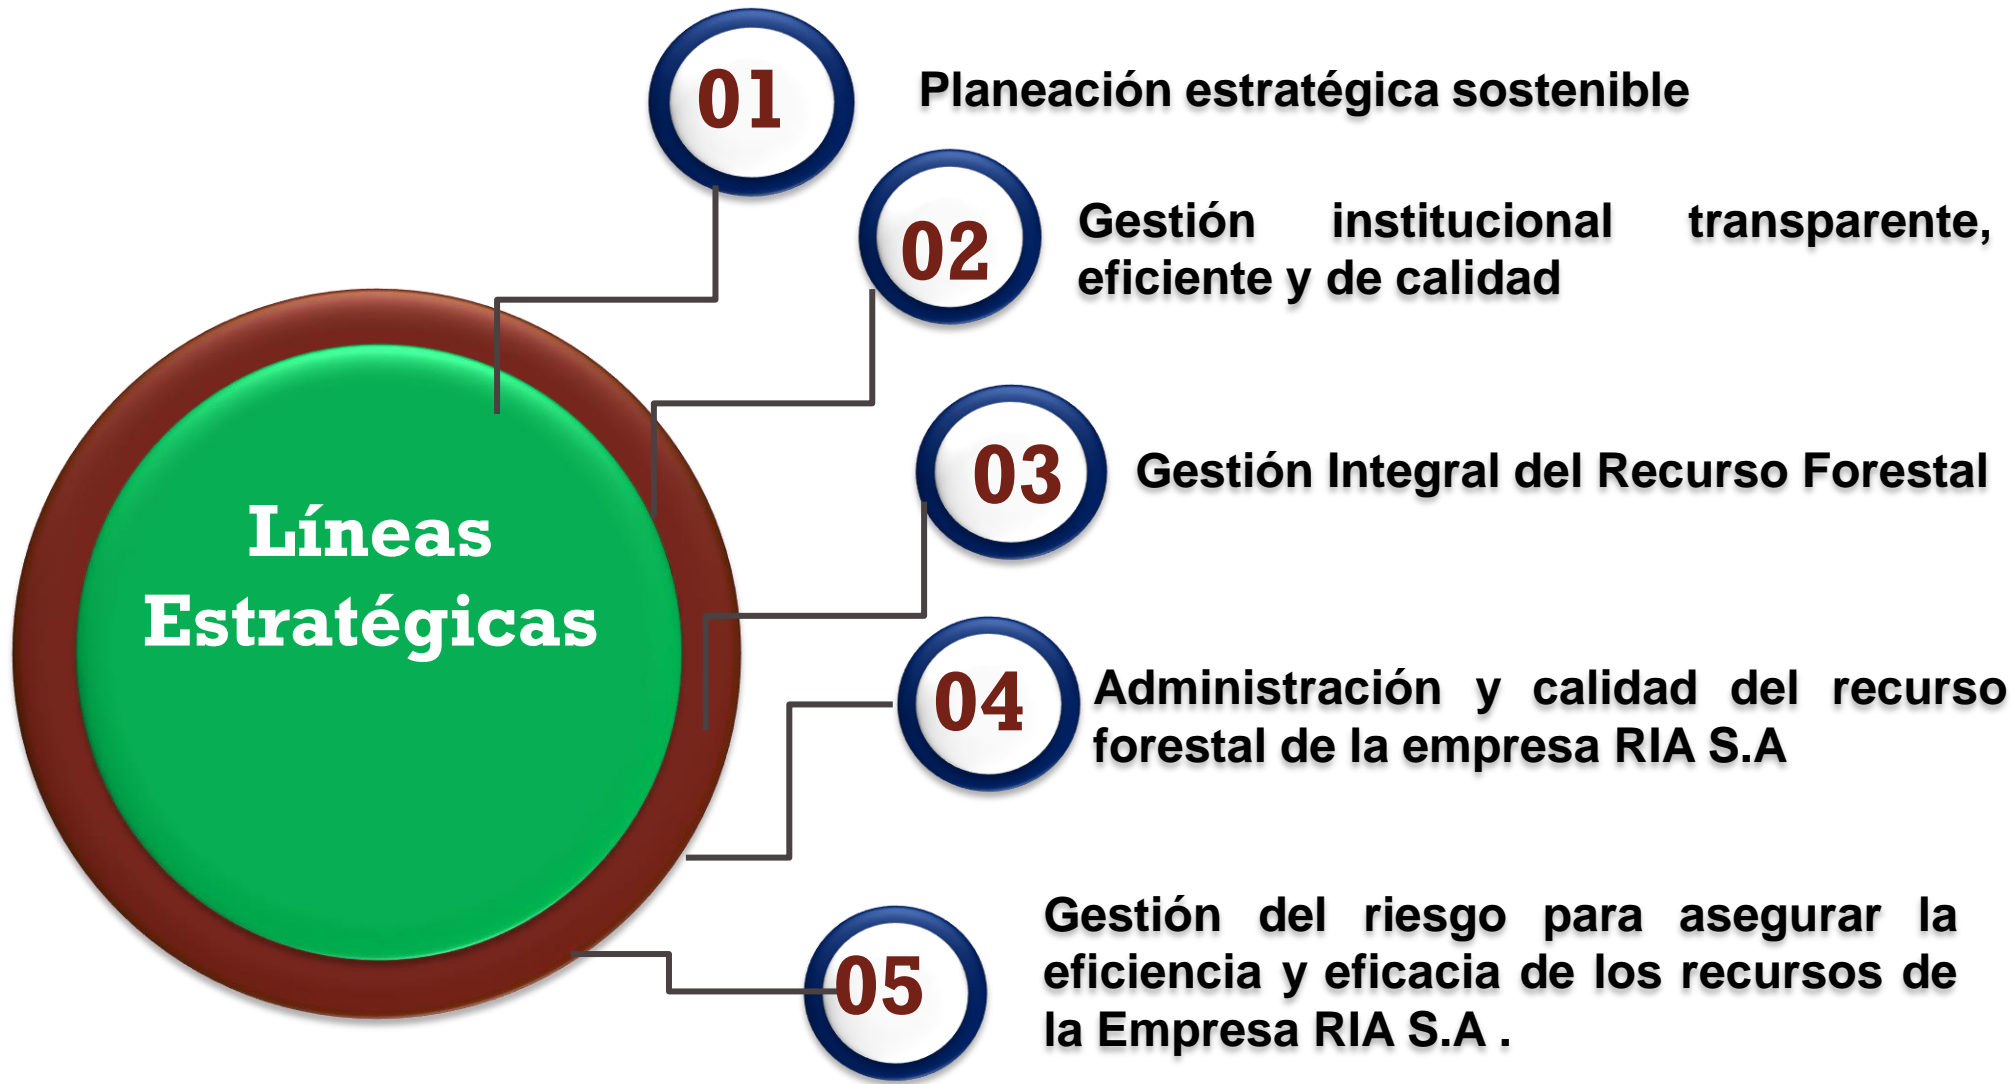 01
Planeación estratégica sostenible
02
Gestión institucional transparente,
eficiente y de calidad
03
Gestión Integral del Recurso Forestal
Líneas
Estratégicas
04
Administración y calidad del recurso
forestal de la empresa RIA S.A
05
Gestión del riesgo para asegurar la
eficiencia y eficacia de los recursos de
la Empresa RIA S.A .